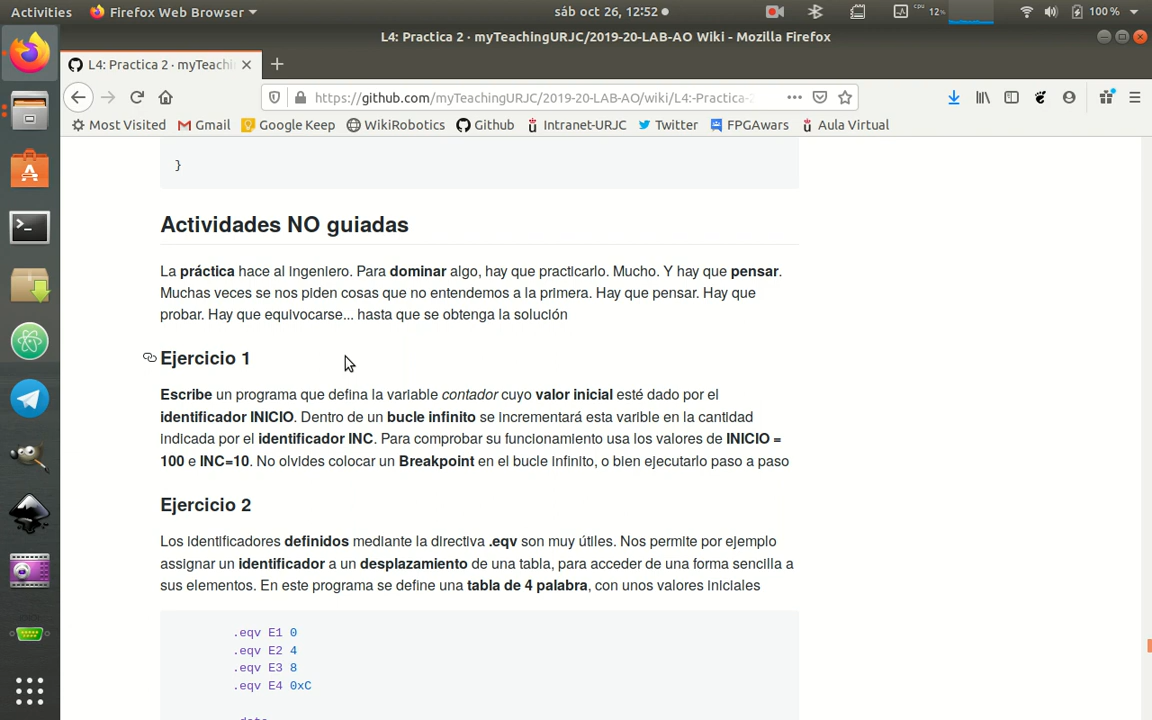 Activities Firefox Web Browser sáb oct 26, 12:52 cpu 12% 100 %
L4: Practica 2 · myTeachingURJC/2019-20-LAB-AO Wiki - Mozilla Firefox
L4: Practica 2 · myTeachi
https://github.com/myTeachingURJC/2019-20-LAB-AO/wiki/L4:-Practica-
Most Visited Gmail Google Keep WikiRobotics Github Intranet-URJC Twitter FPGAwars Aula Virtual
}
Actividades NO guiadas
La práctica hace al ingeniero. Para dominar algo, hay que practicarlo. Mucho. Y hay que pensar.
Muchas veces se nos piden cosas que no entendemos a la primera. Hay que pensar. Hay que
probar. Hay que equivocarse... hasta que se obtenga la solución
Ejercicio 1
Escribe un programa que defina la variable contador cuyo valor inicial esté dado por el
identificador INICIO. Dentro de un bucle infinito se incrementará esta varible en la cantidad
indicada por el identificador INC. Para comprobar su funcionamiento usa los valores de INICIO =
100 e INC=10. No olvides colocar un Breakpoint en el bucle infinito, o bien ejecutarlo paso a paso
Ejercicio 2
Los identificadores definidos mediante la directiva .eqv son muy útiles. Nos permite por ejemplo
assignar un identificador a un desplazamiento de una tabla, para acceder de una forma sencilla a
sus elementos. En este programa se define una tabla de 4 palabra, con unos valores iniciales
.eqv E1 0
.eqv E2 4
.eqv E3 8
.eqv E4 0xC
.data